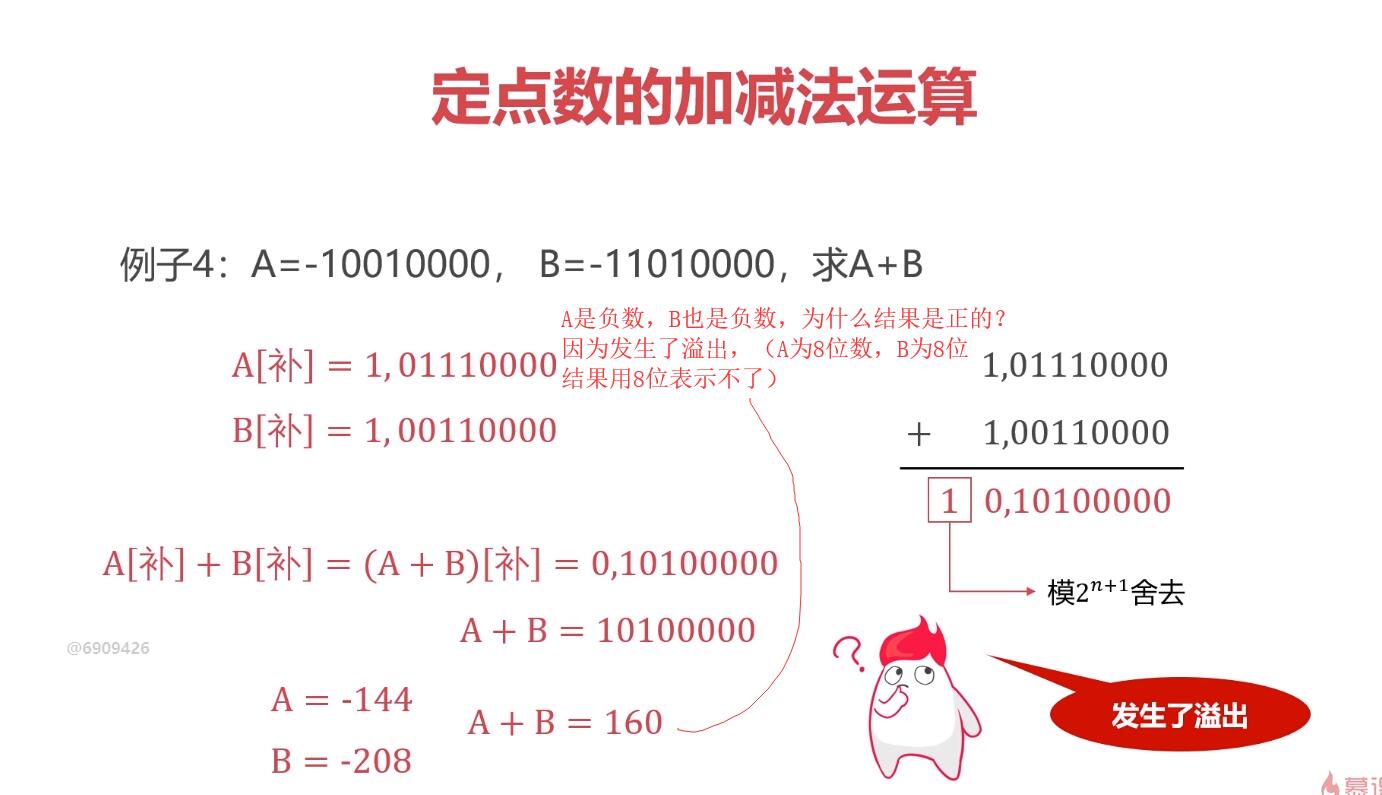 定点数的加减法运算
例子4：A=-10010000， B=-11010000，求A+B
A是负数，B也是负数，为什么结果是正的？
因为发生了溢出，（A为8位数，B为8位
结果用8位表示不了）
A[补] = 1, 01110000
B[补] = 1, 00110000
1,01110000
+ 1,00110000
1 0,10100000
模2ⁿ⁺¹舍去
A[补] + B[补] = (A + B)[补] = 0,10100000
A + B = 10100000
@6909426
A = -144
B = -208
A + B = 160
?
发生了溢出